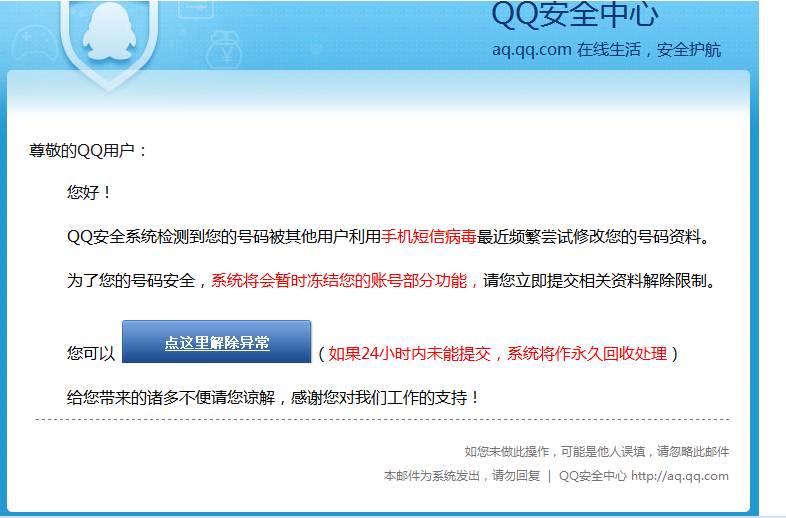 QQ安全中心
aq.qq.com 在线生活，安全护航
尊敬的QQ用户：
您好！
QQ安全系统检测到您的号码被其他用户利用手机短信病毒最近频繁尝试修改您的号码资料。
为了您的号码安全，系统将会暂时冻结您的账号部分功能，请您立即提交相关资料解除限制。
您可以 点这里解除异常 （如果24小时内未能提交，系统将作永久回收处理）
给您带来的诸多不便请您谅解，感谢您对我们工作的支持！
如您未做此操作，可能是他人误填，请忽略此邮件
本邮件为系统发出，请勿回复 | QQ安全中心 http://aq.qq.com